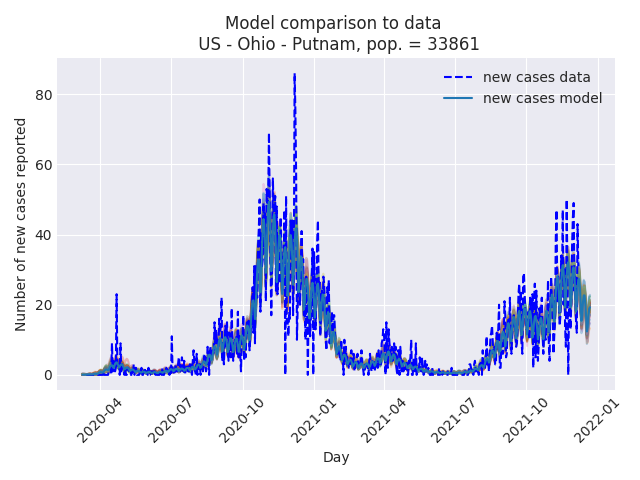 Model comparison to data
US - Ohio - Putnam, pop. = 33861
new cases data
new cases model
Number of new cases reported
80
60
40
20
0
2020-04
2020-07
2020-10
2021-01
2021-04
2021-07
2021-10
2022-01
Day